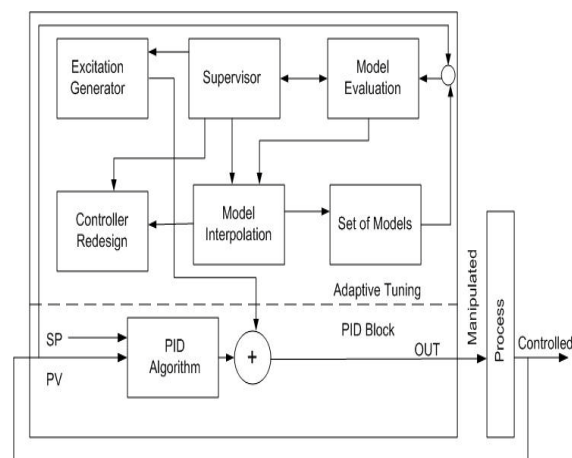 Excitation
Generator
Supervisor
Model
Evaluation
Controller
Redesign
Model
Interpolation
Set of Models
Adaptive Tuning
SP
PV
PID
Algorithm
+
PID Block
OUT
Manipulated
Process
Controlled